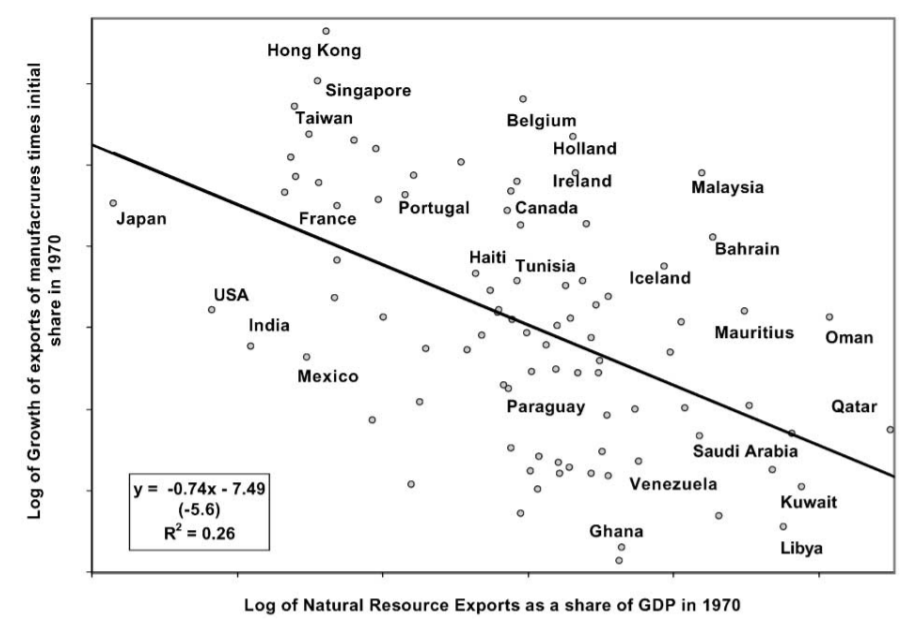 Log of Growth of exports of manufacrures times initial
share in 1970
Hong Kong
Singapore
Taiwan
Belgium
Holland
Ireland
Malaysia
Japan
France
Portugal
Canada
Bahrain
Haiti
Tunisia
Iceland
USA
India
Mauritius
Oman
Mexico
Paraguay
Qatar
Saudi Arabia
Venezuela
Kuwait
Ghana
Libya
y = -0.74x - 7.49
(-5.6)
R² = 0.26
Log of Natural Resource Exports as a share of GDP in 1970